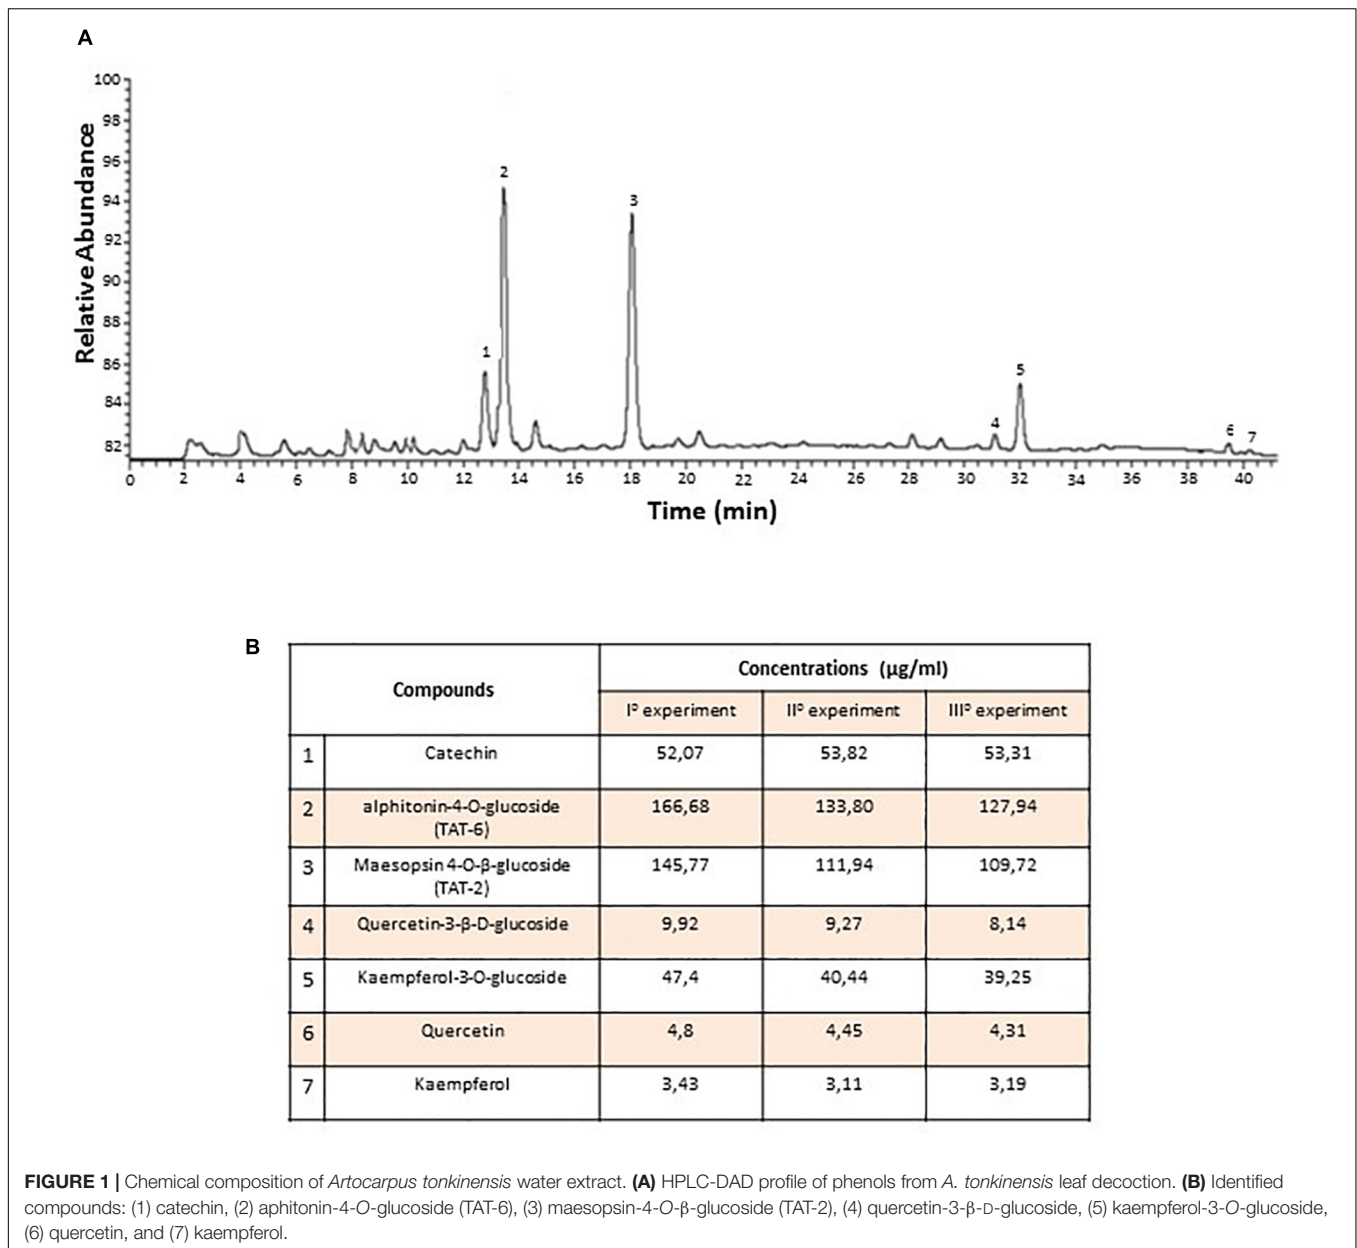 A
Relative Abundance
100
98
96
94
92
90
88
86
84
82
1
2
3
4
5
6
7
0 2 4 6 8 10 12 14 16 18 20 22 24 26 28 30 32 34 36 38 40
Time (min)
B
Compounds
Concentrations (µg/ml)
Iº experiment IIº experiment IIIº experiment
1 Catechin 52,07 53,82 53,31
2 alphitonin-4-O-glucoside (TAT-6) 166,68 133,80 127,94
3 Maesopsin 4-O-β-glucoside (TAT-2) 145,77 111,94 109,72
4 Quercetin-3-β-D-glucoside 9,92 9,27 8,14
5 Kaempferol-3-O-glucoside 47,4 40,44 39,25
6 Quercetin 4,8 4,45 4,31
7 Kaempferol 3,43 3,11 3,19
FIGURE 1 | Chemical composition of Artocarpus tonkinensis water extract. (A) HPLC-DAD profile of phenols from A. tonkinensis leaf decoction. (B) Identified
compounds: (1) catechin, (2) aphitonin-4-O-glucoside (TAT-6), (3) maesopsin-4-O-β-glucoside (TAT-2), (4) quercetin-3-β-D-glucoside, (5) kaempferol-3-O-glucoside,
(6) quercetin, and (7) kaempferol.